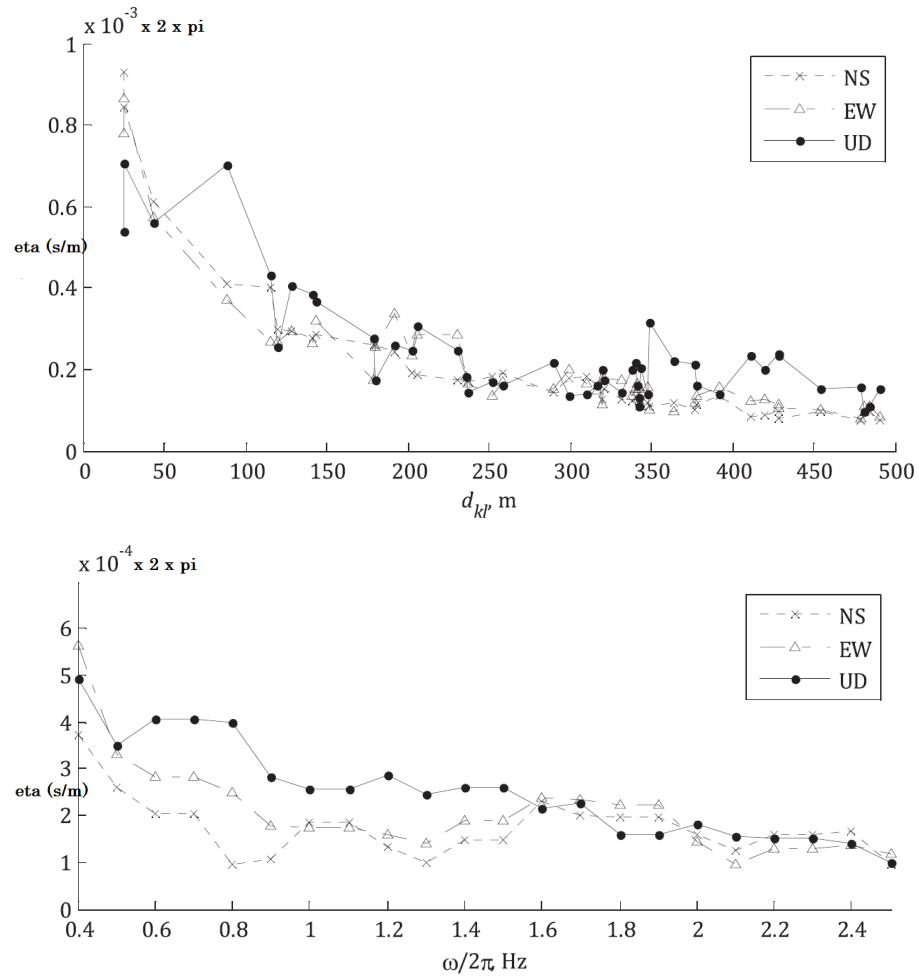 x 10-3 x 2 x pi
1
0.8
0.6
eta (s/m)
0.4
0.2
0
NS
EW
UD
0 50 100 150 200 250 300 350 400 450 500
dkl, m
x 10-4 x 2 x pi
6
5
4
3
eta (s/m)
2
1
0
NS
EW
UD
0.4 0.6 0.8 1 1.2 1.4 1.6 1.8 2 2.2 2.4
ω/2π, Hz